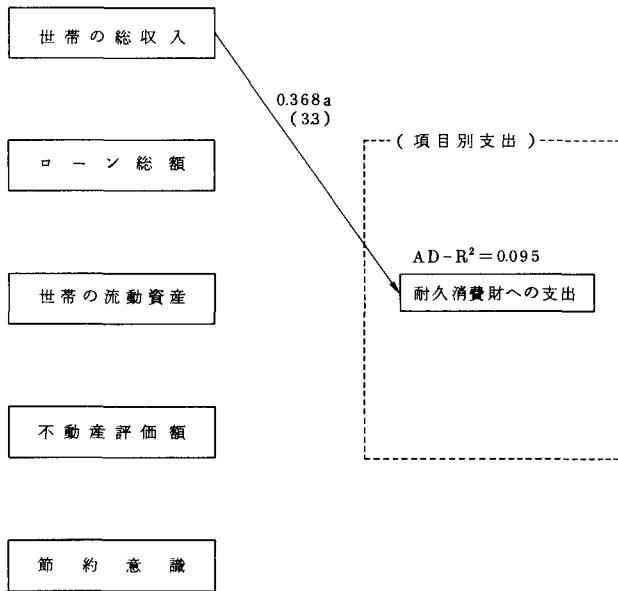 世帯の総収入
0.368a
(33)
ローン総額
(項目別支出)
AD-R²=0.095
耐久消費財への支出
世帯の流動資産
不動産評価額
節約意識